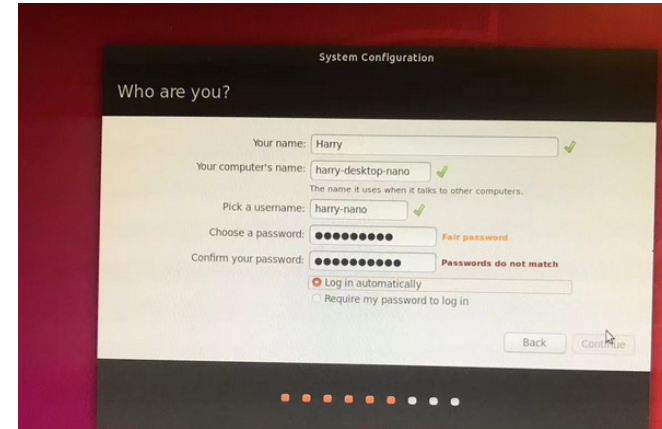 System Configuration
Who are you?
Your name: Harry
Your computer's name: harry-desktop-nano
The name it uses when it talks to other computers.
Pick a username: harry-nano
Choose a password: ●●●●●●●●● Fair password
Confirm your password: ●●●●●●●●●● Passwords do not match
Log in automatically
Require my password to log in
Back Continue